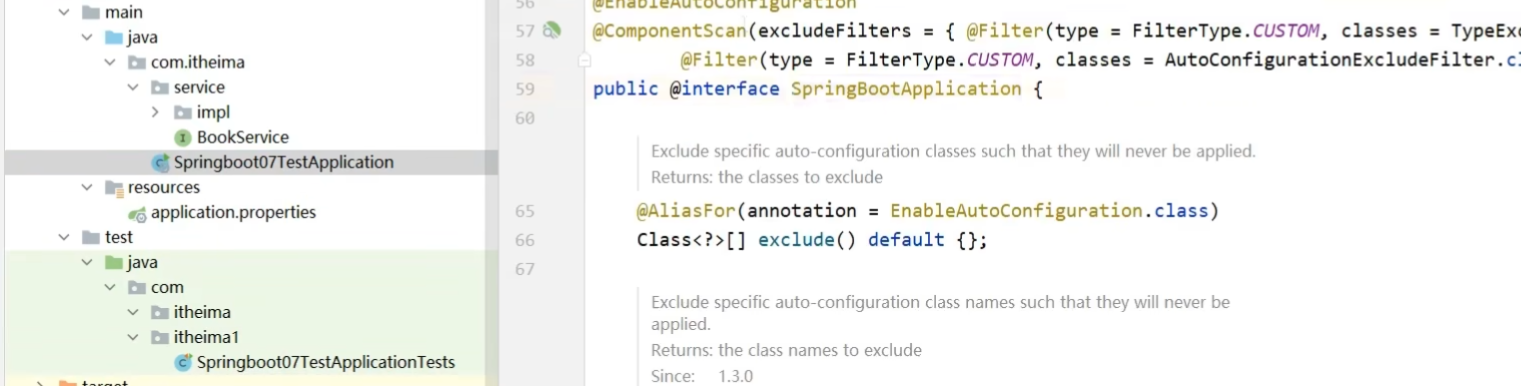 main
java
com.itheima
service
impl
BookService
Springboot07TestApplication
resources
application.properties
test
java
com
itheima
itheima1
Springboot07TestApplicationTests
target
56 @EnableAutoConfiguration
57 @ComponentScan(excludeFilters = { @Filter(type = FilterType.CUSTOM, classes = TypeExc
58 @Filter(type = FilterType.CUSTOM, classes = AutoConfigurationExcludeFilter.cl
59 public @interface SpringBootApplication {
60
Exclude specific auto-configuration classes such that they will never be applied.
Returns: the classes to exclude
65 @AliasFor(annotation = EnableAutoConfiguration.class)
66 Class<?>[] exclude() default {};
67
Exclude specific auto-configuration class names such that they will never be
applied.
Returns: the class names to exclude
Since: 1.3.0